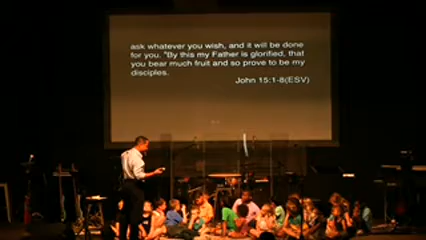 ask whatever you wish, and it will be done
for you. "By this my Father is glorified, that
you bear much fruit and so prove to be my
disciples.
John 15:1-8(ESV)